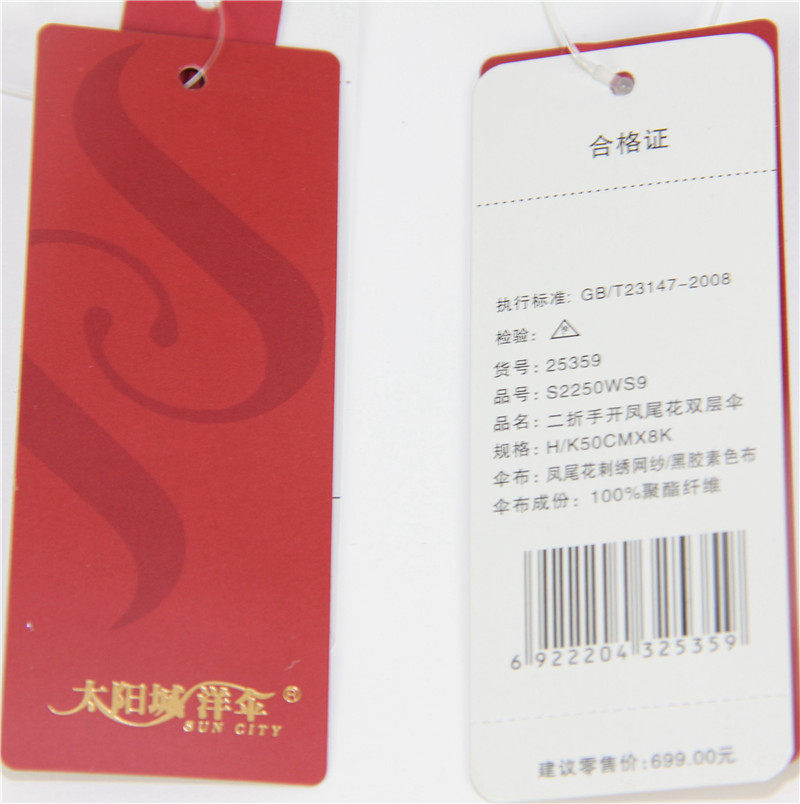 太阳城洋伞®
SUN CITY
合格证
执行标准: GB/T23147-2008
检验:
货号: 25359
品号: S2250WS9
品名: 二折手开凤尾花双层伞
规格: H/K50CMX8K
伞布: 凤尾花刺绣网纱/黑胶素色布
伞布成份: 100%聚酯纤维
6 922204 325359
建议零售价:699.00元